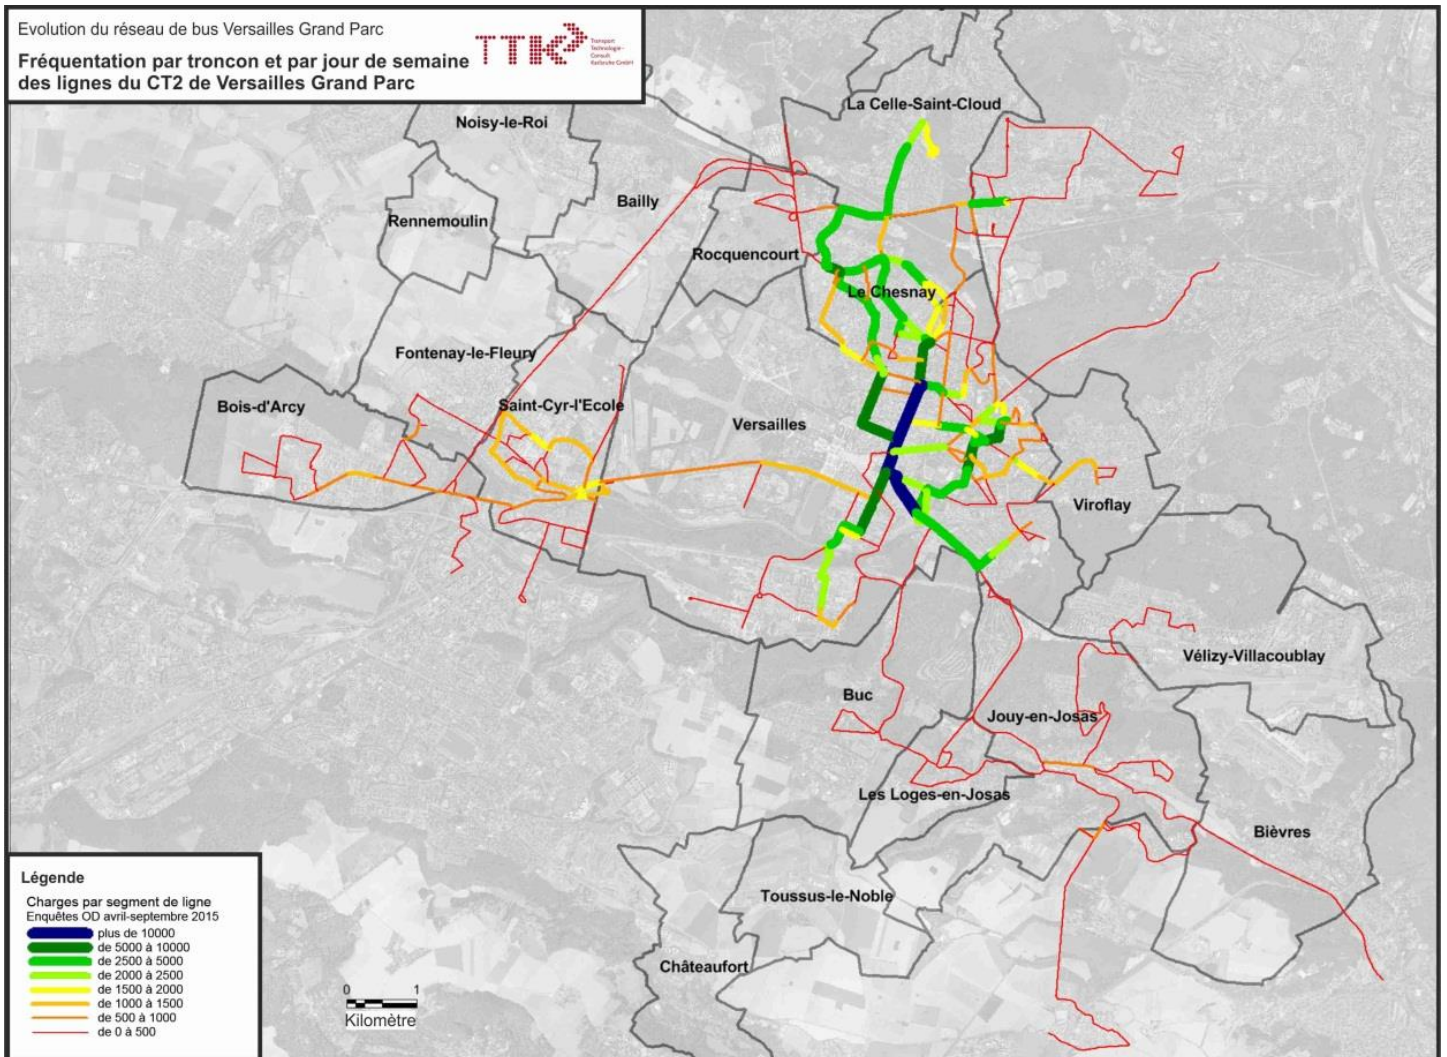 Evolution du réseau de bus Versailles Grand Parc
Fréquentation par troncon et par jour de semaine
des lignes du CT2 de Versailles Grand Parc
TTK
Transport
Technologie-
Consult
Karlsruhe GmbH
La Celle-Saint-Cloud
Noisy-le-Roi
Bailly
Rennemoulin
Rocquencourt
Le Chesnay
Fontenay-le-Fleury
Bois-d'Arcy
Saint-Cyr-l'Ecole
Versailles
Viroflay
Vélizy-Villacoublay
Buc
Jouy-en-Josas
Les Loges-en-Josas
Bièvres
Toussus-le-Noble
Châteaufort
Légende
Charges par segment de ligne
Enquêtes OD avril-septembre 2015
plus de 10000
de 5000 à 10000
de 2500 à 5000
de 2000 à 2500
de 1500 à 2000
de 1000 à 1500
de 500 à 1000
de 0 à 500
0 1
Kilomètre